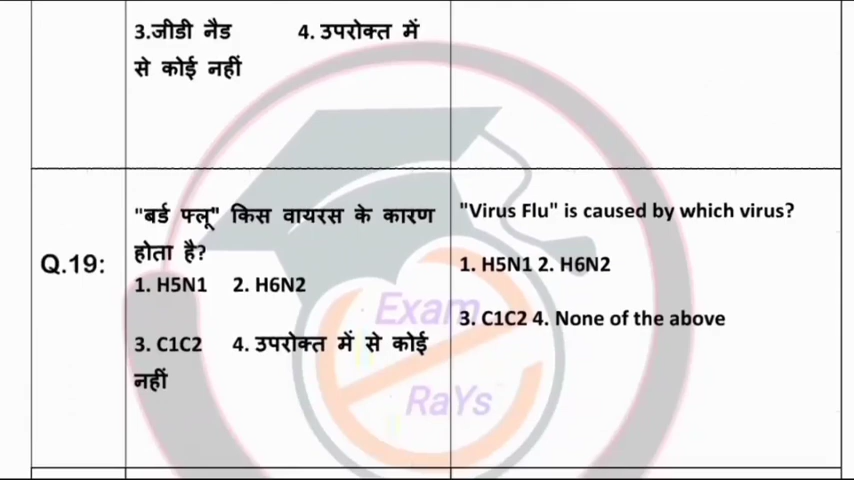 3.जीडी नैड 4. उपरोक्त में
से कोई नहीं
Q.19:
"बर्ड फ्लू" किस वायरस के कारण
होता है?
1. H5N1 2. H6N2
3. C1C2 4. उपरोक्त में से कोई
नहीं
"Virus Flu" is caused by which virus?
1. H5N1 2. H6N2
3. C1C2 4. None of the above
Exam
RaYs